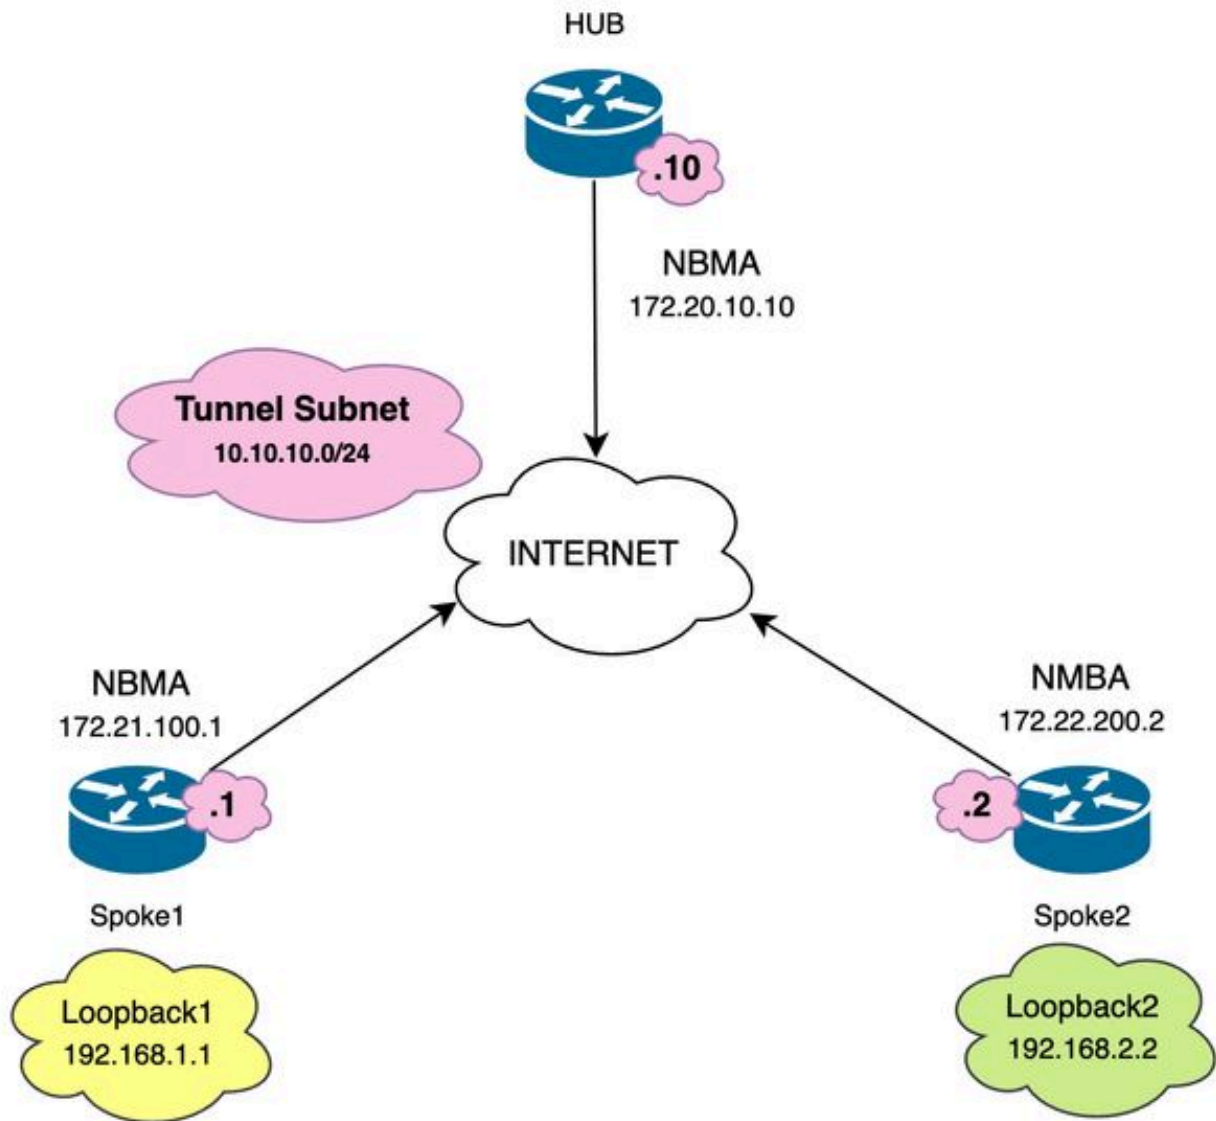 HUB
.10
NBMA
172.20.10.10
Tunnel Subnet
10.10.10.0/24
INTERNET
NBMA
172.21.100.1
.1
Spoke1
Loopback1
192.168.1.1
NMBA
172.22.200.2
.2
Spoke2
Loopback2
192.168.2.2